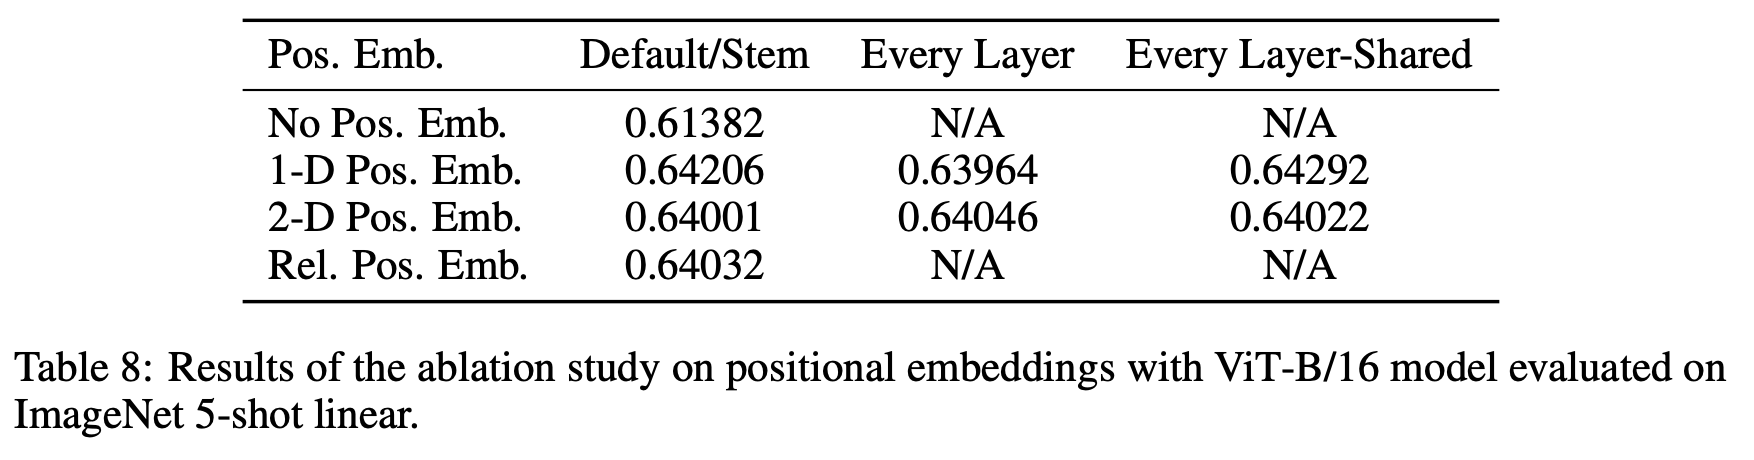 Pos. Emb. Default/Stem Every Layer Every Layer-Shared
No Pos. Emb. 0.61382 N/A N/A
1-D Pos. Emb. 0.64206 0.63964 0.64292
2-D Pos. Emb. 0.64001 0.64046 0.64022
Rel. Pos. Emb. 0.64032 N/A N/A
Table 8: Results of the ablation study on positional embeddings with ViT-B/16 model evaluated on
ImageNet 5-shot linear.